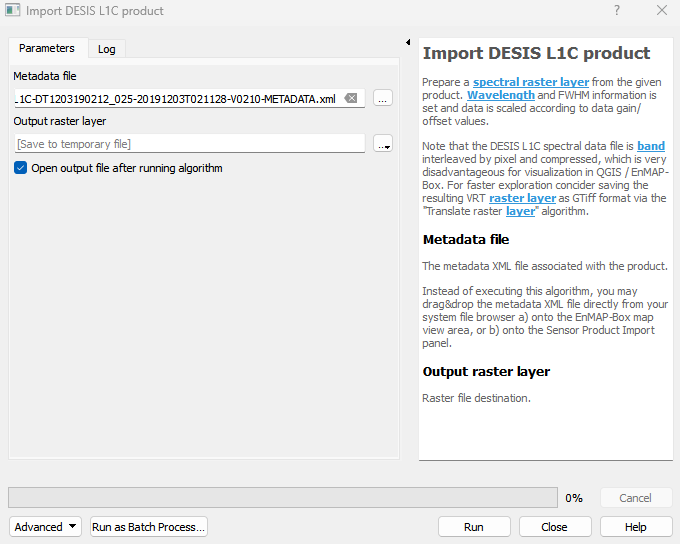 Import DESIS L1C product
?
Parameters
Log
Metadata file
L1C-DT1203190212_025-20191203T021128-V0210-METADATA.xml
...
Output raster layer
[Save to temporary file]
...
Open output file after running algorithm
Import DESIS L1C product
Prepare a spectral raster layer from the given
product. Wavelength and FWHM information is
set and data is scaled according to data gain/
offset values.
Note that the DESIS L1C spectral data file is band
interleaved by pixel and compressed, which is very
disadvantageous for visualization in QGIS / EnMAP-
Box. For faster exploration concider saving the
resulting VRT raster layer as GTiff format via the
"Translate raster layer" algorithm.
Metadata file
The metadata XML file associated with the product.
Instead of executing this algorithm, you may
drag&drop the metadata XML file directly from your
system file browser a) onto the EnMAP-Box map
view area, or b) onto the Sensor Product Import
panel.
Output raster layer
Raster file destination.
0%
Cancel
Advanced
Run as Batch Process...
Run
Close
Help